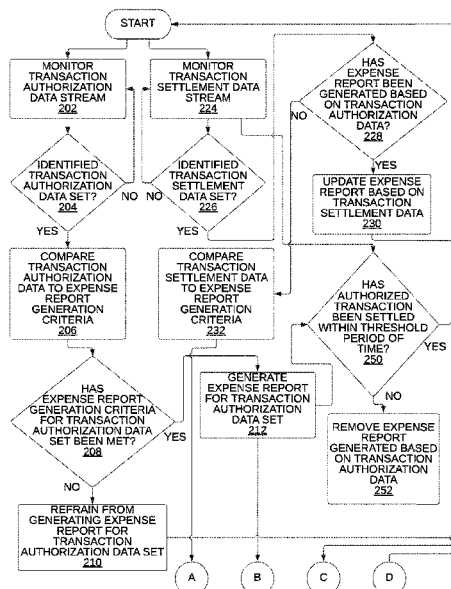 START
MONITOR
TRANSACTION
AUTHORIZATION
DATA STREAM
202
IDENTIFIED
TRANSACTION
AUTHORIZATION
DATA SET?
204
NO
YES
COMPARE
TRANSACTION
AUTHORIZATION
DATA TO EXPENSE
REPORT
GENERATION
CRITERIA
206
HAS
EXPENSE REPORT
GENERATION CRITERIA
FOR TRANSACTION
AUTHORIZATION DATA
SET BEEN MET?
208
YES
NO
REFRAIN FROM
GENERATING EXPENSE
REPORT FOR
TRANSACTION
AUTHORIZATION DATA SET
210
MONITOR
TRANSACTION
SETTLEMENT DATA
STREAM
224
IDENTIFIED
TRANSACTION
SETTLEMENT DATA
SET?
226
NO
YES
COMPARE
TRANSACTION
SETTLEMENT DATA
TO EXPENSE
REPORT
GENERATION
CRITERIA
232
GENERATE
EXPENSE REPORT
FOR TRANSACTION
AUTHORIZATION
DATA SET
212
HAS
EXPENSE
REPORT BEEN
GENERATED BASED
ON TRANSACTION
AUTHORIZATION
DATA?
228
NO
YES
UPDATE EXPENSE
REPORT BASED ON
TRANSACTION
SETTLEMENT DATA
230
HAS
AUTHORIZED
TRANSACTION
BEEN SETTLED
WITHIN THRESHOLD
PERIOD OF
TIME?
250
YES
NO
REMOVE EXPENSE
REPORT
GENERATED BASED
ON TRANSACTION
AUTHORIZATION
DATA
252
A
B
C
D